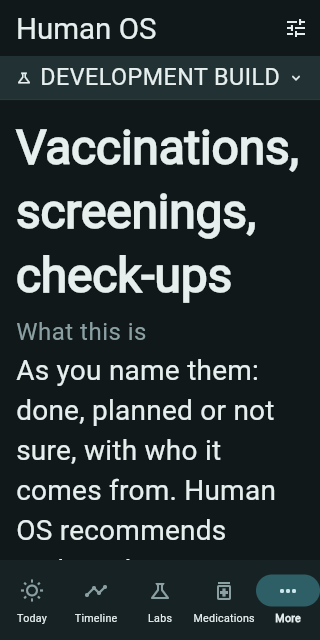 Human OS
DEVELOPMENT BUILD
Vaccinations,
screenings,
check-ups
What this is
As you name them:
done, planned or not
sure, with who it
comes from. Human
OS recommends
Today
Timeline
Labs
Medications
More